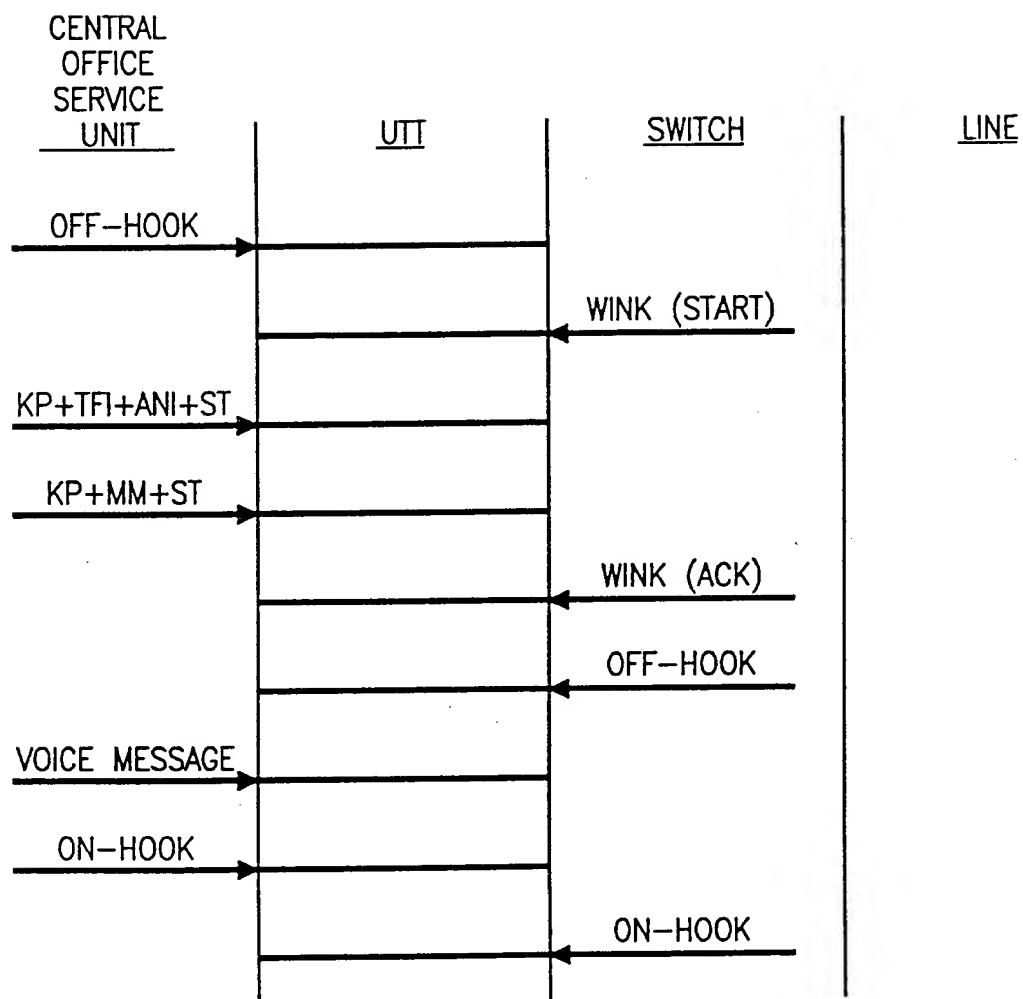 CENTRAL
OFFICE
SERVICE
UNIT
UTT
SWITCH
LINE
OFF-HOOK
WINK (START)
KP+TFI+ANI+ST
KP+MM+ST
WINK (ACK)
OFF-HOOK
VOICE MESSAGE
ON-HOOK
ON-HOOK